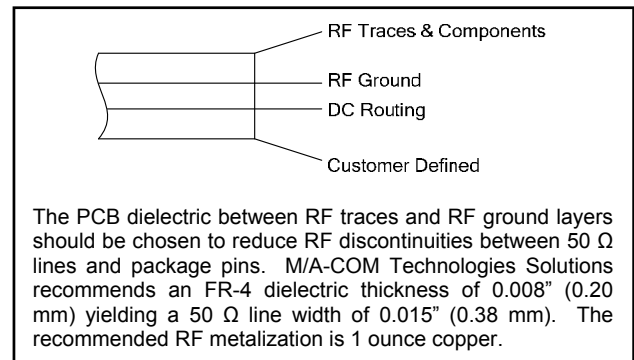 RF Traces & Components
RF Ground
DC Routing
Customer Defined
The PCB dielectric between RF traces and RF ground layers
should be chosen to reduce RF discontinuities between 50 Ω
lines and package pins. M/A-COM Technologies Solutions
recommends an FR-4 dielectric thickness of 0.008” (0.20
mm) yielding a 50 Ω line width of 0.015” (0.38 mm). The
recommended RF metalization is 1 ounce copper.